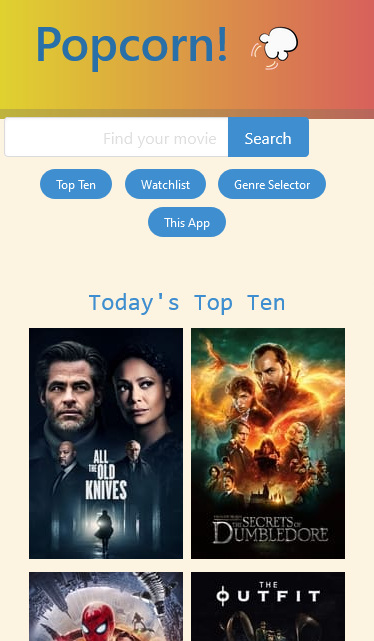 Popcorn!
Find your movie
Search
Top Ten
Watchlist
Genre Selector
This App
Today's Top Ten
ALL
THE OLD
KNIVES
THE SECRETS
OF
DUMBLEDORE
THE
OUTFIT